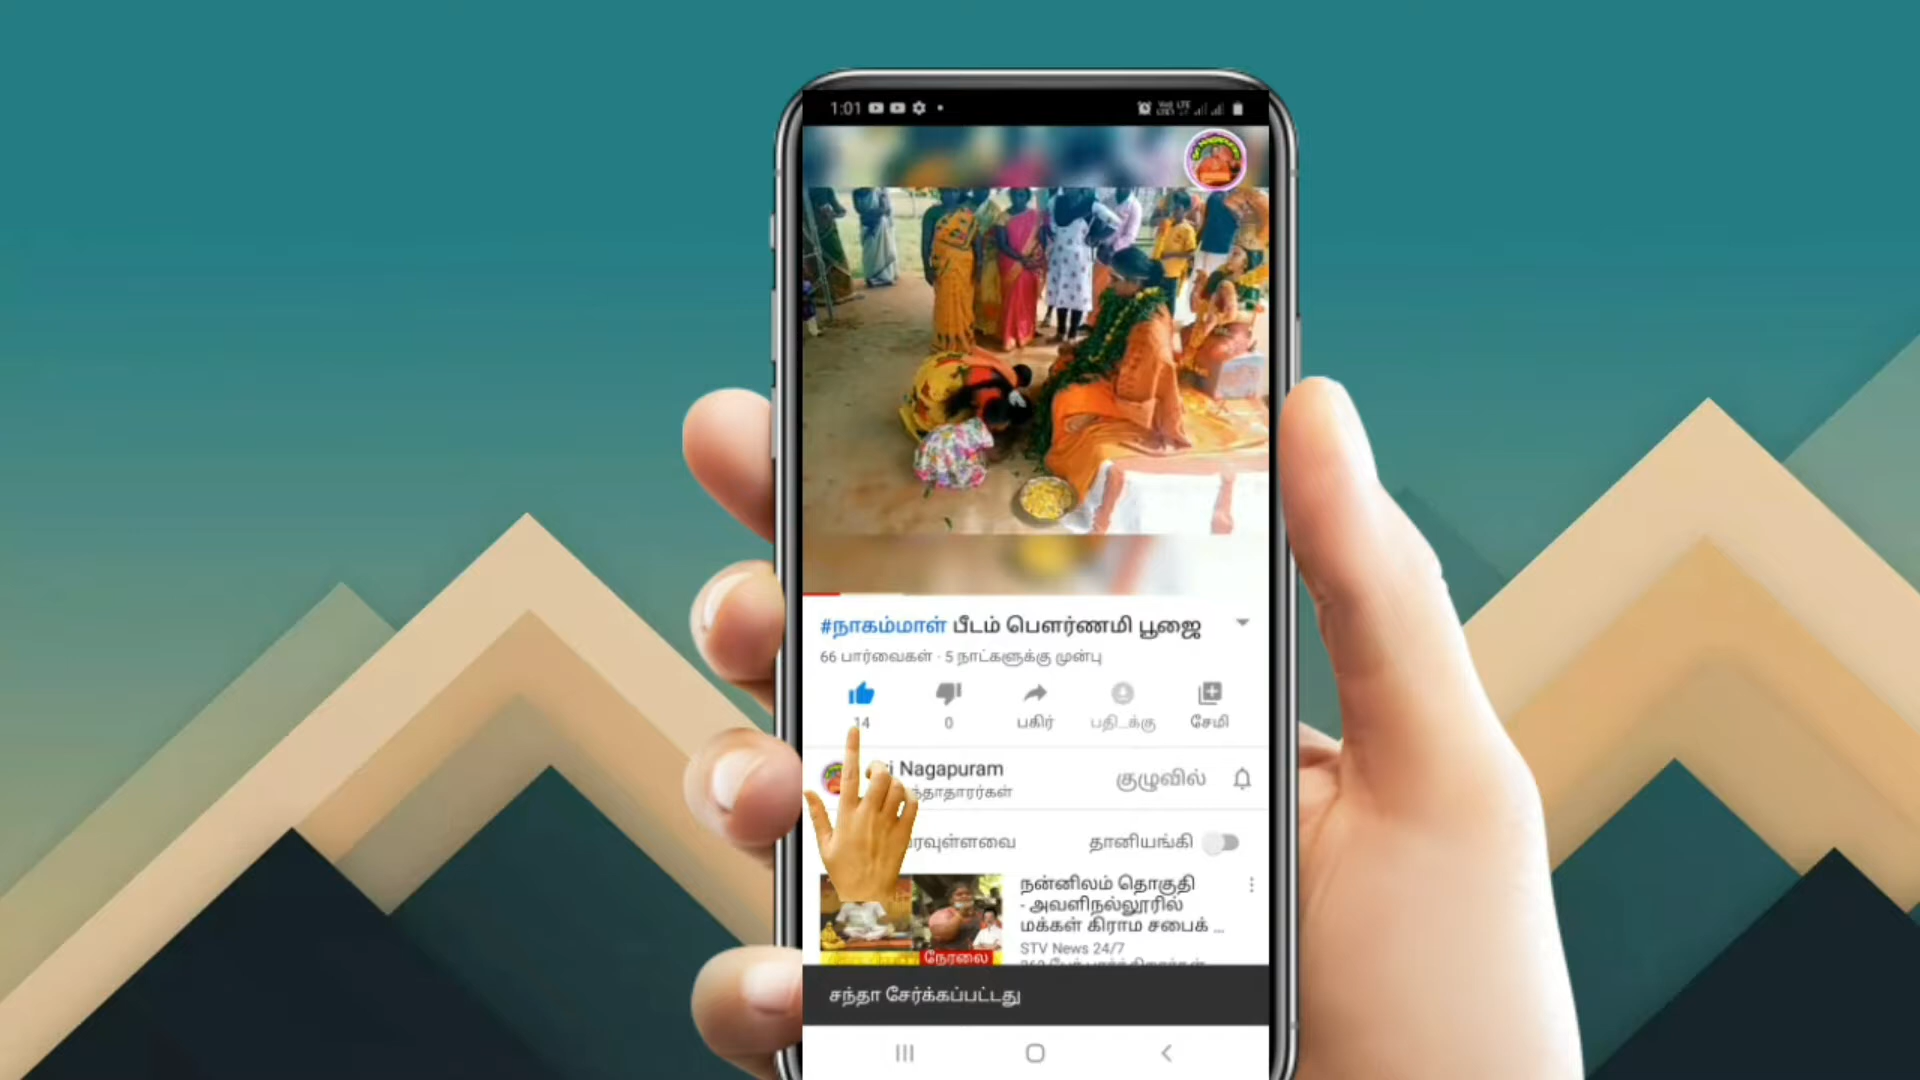 1:01
#நாகம்மாள் பீடம் பௌர்ணமி பூஜை
66 பார்வைகள் · 5 நாட்களுக்கு முன்பு
14 0 பகிர் சேமி
Nagapuram
குழுவில்
தானியங்கி
நன்னிலம் தொகுதி
- அவளிநல்லூரில்
மக்கள் கிராம சபைக் ...
STV News 24/7
நேரலை
சந்தா சேர்க்கப்பட்டது